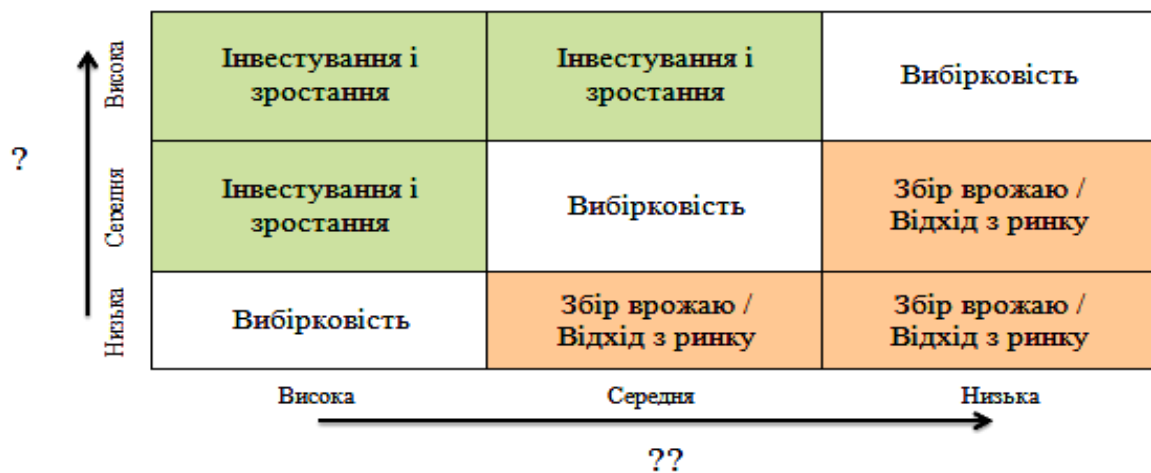 Інвестування і
зростання
Інвестування і
зростання
Вибірковість
Висока
?
Середня
Інвестування і
зростання
Вибірковість
Збір врожаю /
Відхід з ринку
Низька
Вибірковість
Збір врожаю /
Відхід з ринку
Збір врожаю /
Відхід з ринку
Висока
Середня
Низька
??